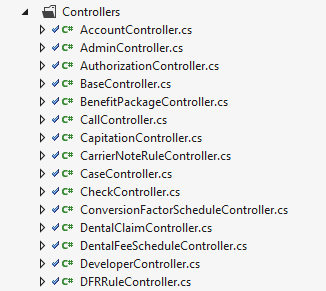 Controllers
C# AccountController.cs
C# AdminController.cs
C# AuthorizationController.cs
C# BaseController.cs
C# BenefitPackageController.cs
C# CallController.cs
C# CapitationController.cs
C# CarrierNoteRuleController.cs
C# CaseController.cs
C# CheckController.cs
C# ConversionFactorScheduleController.cs
C# DentalClaimController.cs
C# DentalFeeScheduleController.cs
C# DeveloperController.cs
C# DFRRuleController.cs